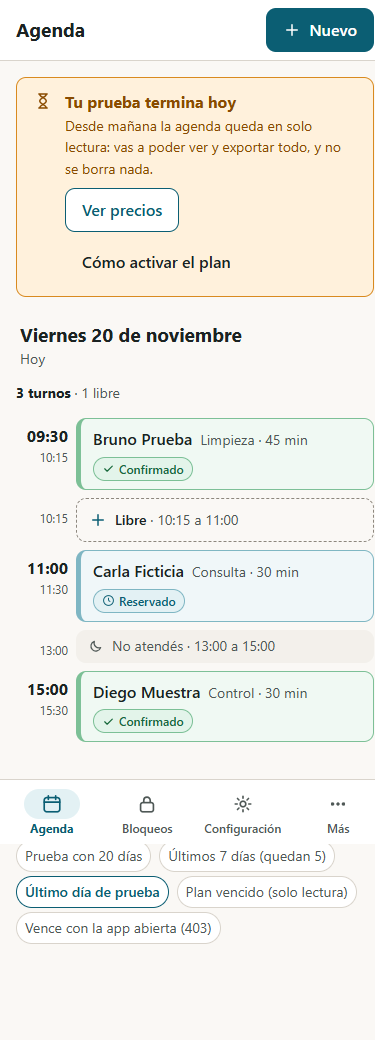 Agenda
Nuevo
Tu prueba termina hoy
Desde mañana la agenda queda en solo
lectura: vas a poder ver y exportar todo, y no
se borra nada.
Ver precios
Cómo activar el plan
Viernes 20 de noviembre
Hoy
3 turnos · 1 libre
09:30 Bruno Prueba Limpieza · 45 min
10:15 Confirmado
10:15 Libre · 10:15 a 11:00
11:00 Carla Ficticia Consulta · 30 min
11:30 Reservado
13:00 No atendés · 13:00 a 15:00
15:00 Diego Muestra Control · 30 min
15:30 Confirmado
Agenda Bloqueos Configuración Más
Prueba con 20 días Últimos 7 días (quedan 5)
Último día de prueba Plan vencido (solo lectura)
Vence con la app abierta (403)